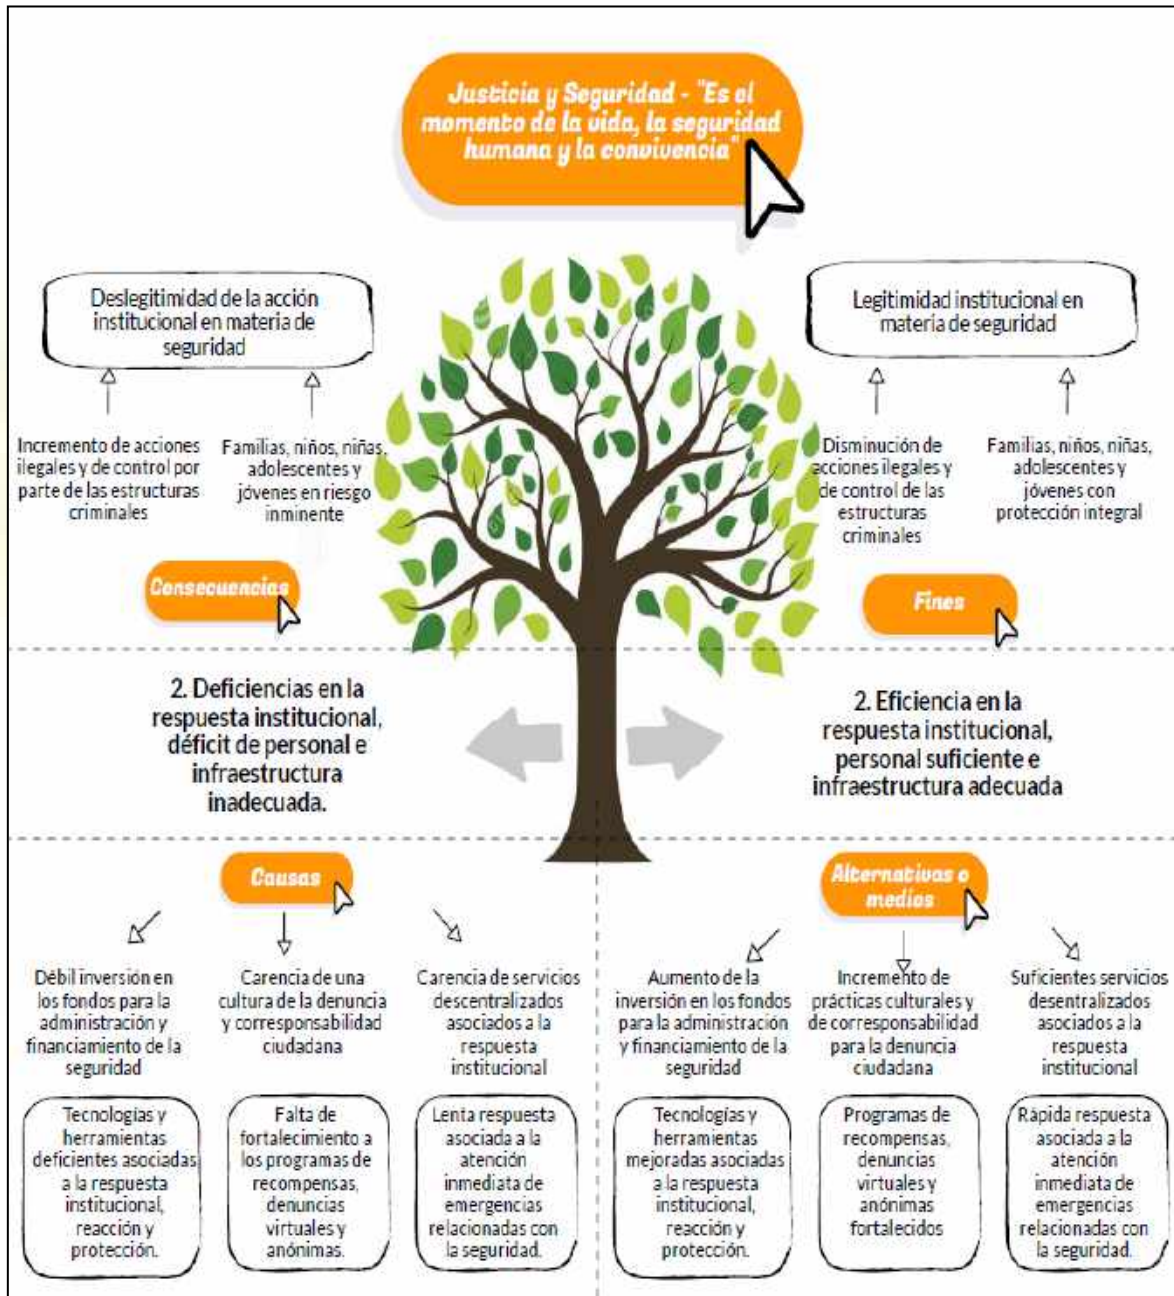 Justicia y Seguridad - "Es el
momento de la vida, la seguridad
humana y la convivencia"
Deslegitimidad de la acción
institucional en materia de
seguridad
Legitimidad institucional en
materia de seguridad
Incremento de acciones
ilegales y de control por
parte de las estructuras
criminales
Familias, niños, niñas,
adolescentes y
jóvenes en riesgo
inminente
Disminución de
acciones ilegales y
de control de las
estructuras
criminales
Familias, niños, niñas,
adolescentes y
jóvenes con
protección integral
Consecuencias
Fines
2. Deficiencias en la
respuesta institucional,
déficit de personal e
infraestructura
inadecuada.
2. Eficiencia en la
respuesta institucional,
personal suficiente e
infraestructura adecuada
Causas
Alternativas o
medios
Débil inversión en
los fondos para la
administración y
financiamiento de la
seguridad
Carencia de una
cultura de la denuncia
y corresponsabilidad
ciudadana
Carencia de servicios
descentralizados
asociados a la
respuesta
institucional
Aumento de la
inversión en los fondos
para la administración
y financiamiento de la
seguridad
Incremento de
prácticas culturales y
de corresponsabilidad
para la denuncia
ciudadana
Suficientes servicios
desentralizados
asociados a la
respuesta
institucional
Tecnologías y
herramientas
deficientes asociadas
a la respuesta
institucional,
reacción y
protección.
Falta de
fortalecimiento a
los programas de
recompensas,
denuncias
virtuales y
anónimas.
Lenta respuesta
asociada a la
atención
inmediata de
emergencias
relacionadas con
la seguridad.
Tecnologías y
herramientas
mejoradas asociadas
a la respuesta
institucional,
reacción y
protección.
Programas de
recompensas,
denuncias
virtuales y
anónimas
fortalecidos
Rápida respuesta
asociada a la
atención
inmediata de
emergencias
relacionadas con
la seguridad.